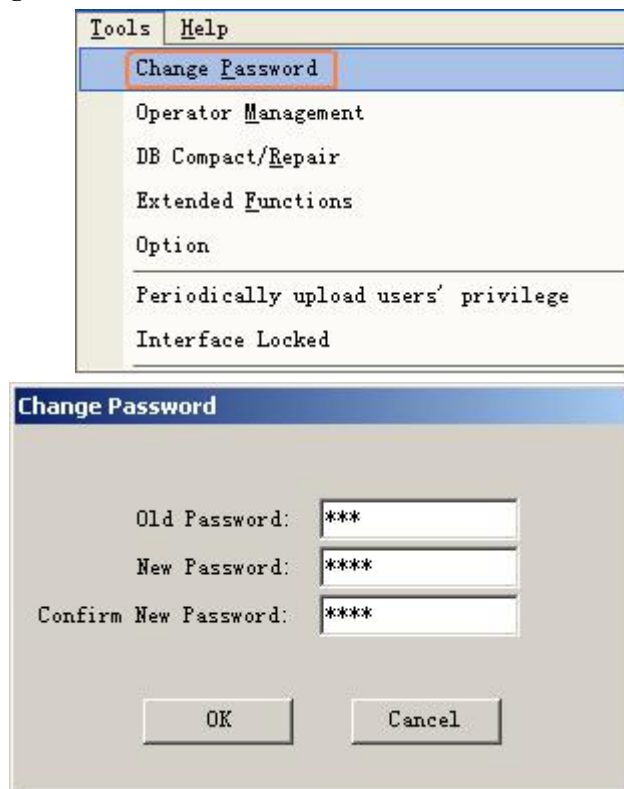 Tools Help
Change Password
Operator Management
DB Compact/Repair
Extended Functions
Option
Periodically upload users' privilege
Interface Locked
Change Password
Old Password: ***
New Password: ****
Confirm New Password: ****
OK Cancel